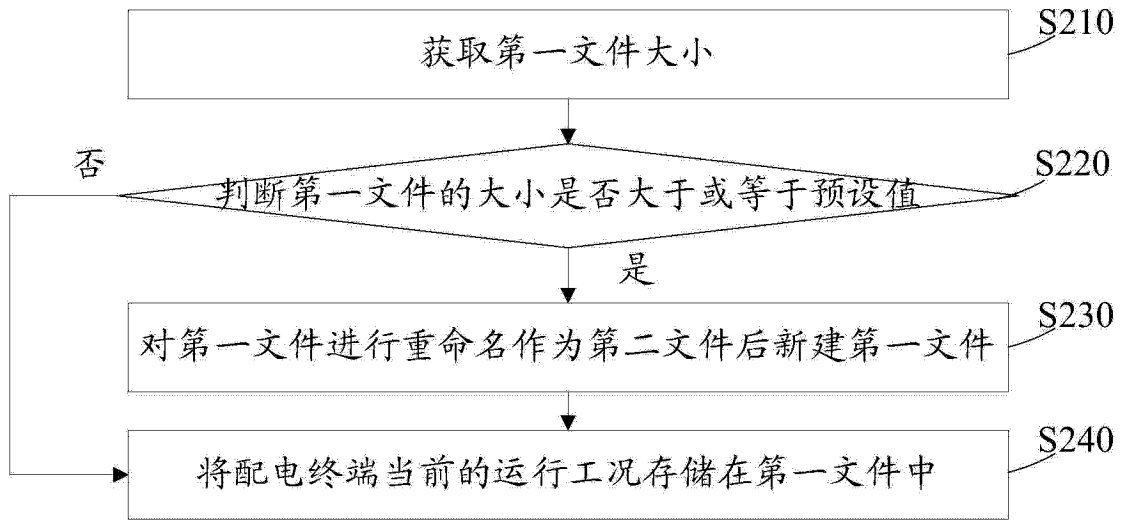 S210
获取第一文件大小
否
S220
判断第一文件的大小是否大于或等于预设值
是
S230
对第一文件进行重命名作为第二文件后新建第一文件
S240
将配电终端当前的运行工况存储在第一文件中